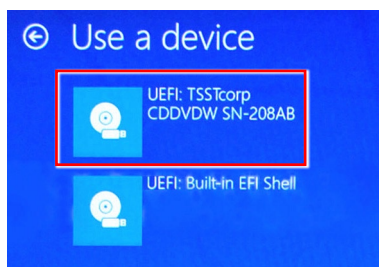 Use a device
UEFI: TSSTcorp
CDDVDW SN-208AB
UEFI: Built-in EFI Shell